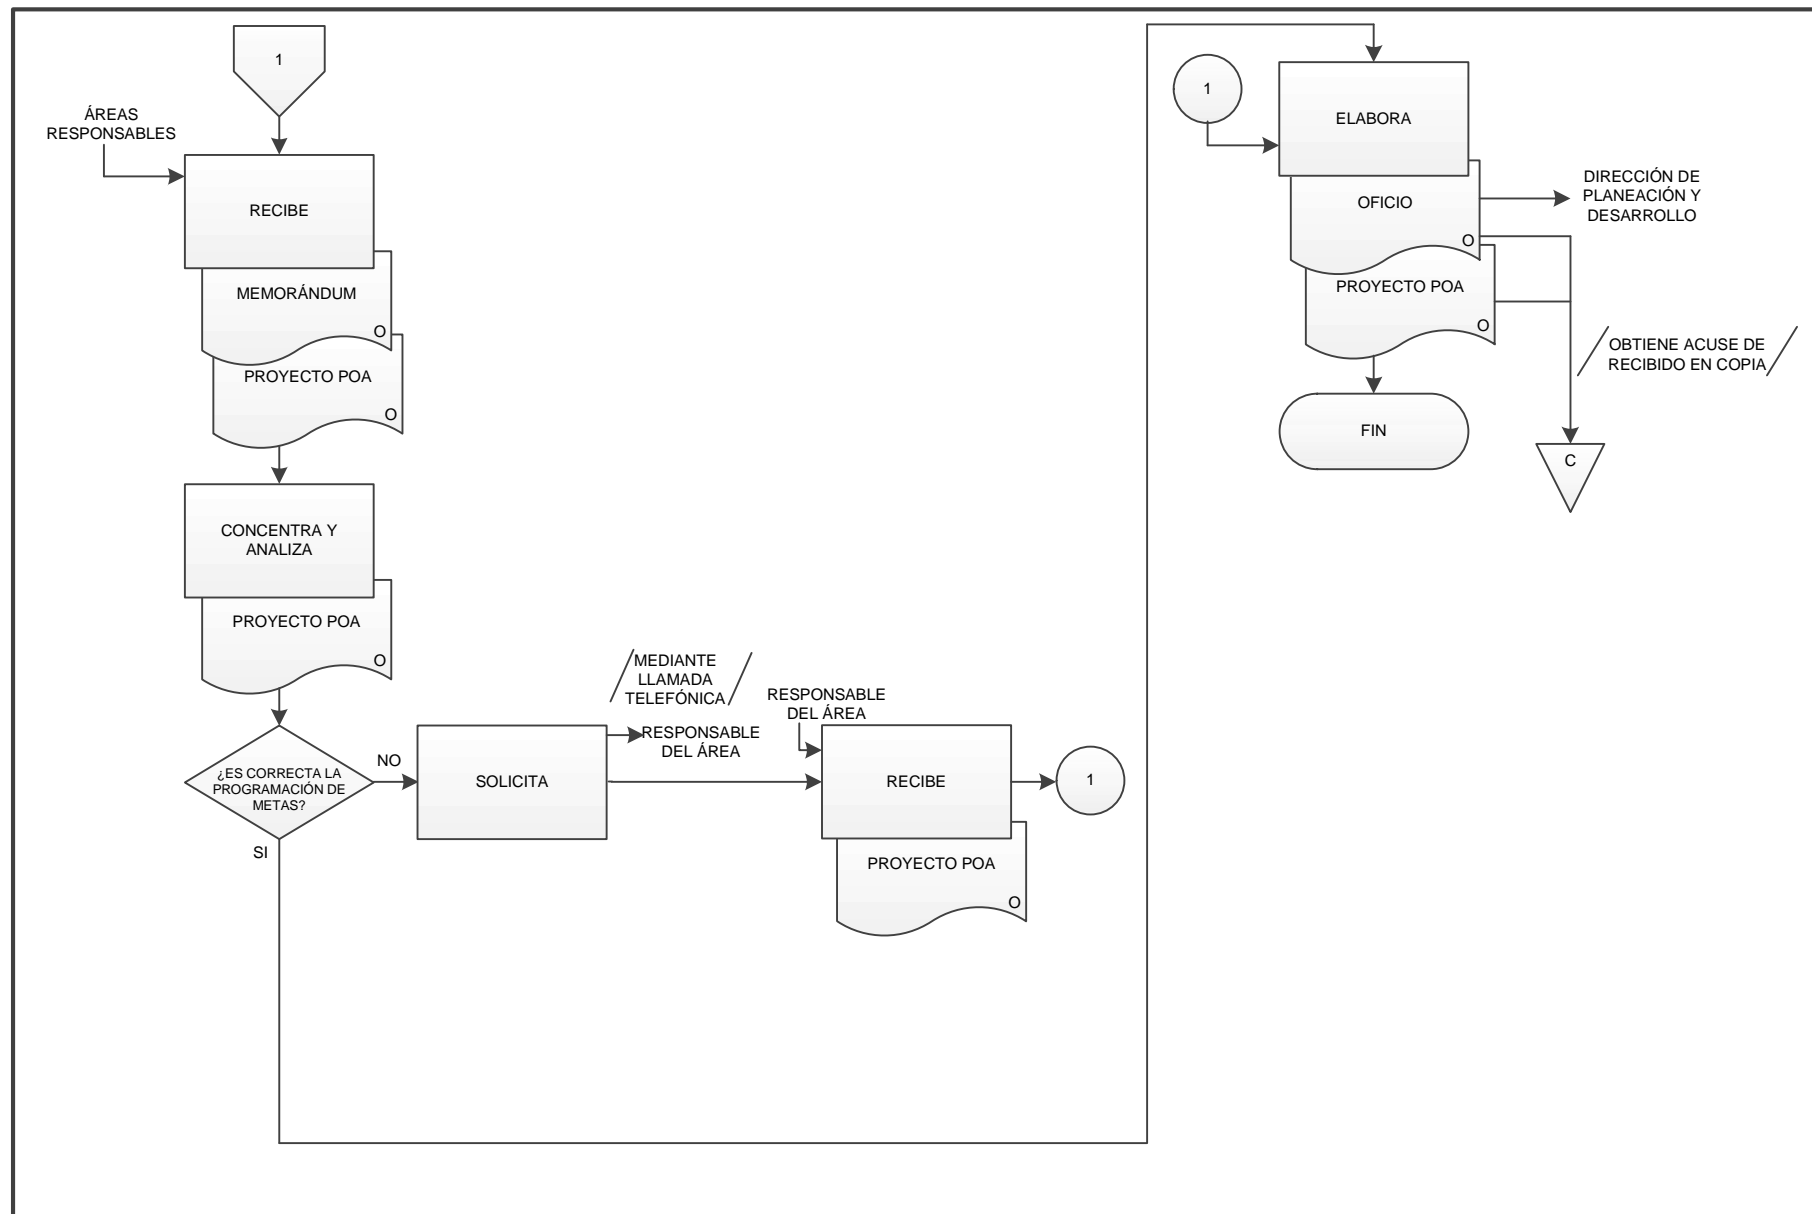 1
ÁREAS
RESPONSABLES
RECIBE
MEMORÁNDUM
O
PROYECTO POA
O
CONCENTRA Y
ANALIZA
PROYECTO POA
O
¿ES CORRECTA LA
PROGRAMACIÓN DE
METAS?
NO
SI
SOLICITA
MEDIANTE
LLAMADA
TELEFÓNICA
RESPONSABLE
DEL ÁREA
RESPONSABLE
DEL ÁREA
RECIBE
PROYECTO POA
O
1
1
ELABORA
OFICIO
O
DIRECCIÓN DE
PLANEACIÓN Y
DESARROLLO
PROYECTO POA
O
OBTIENE ACUSE DE
RECIBIDO EN COPIA
FIN
C